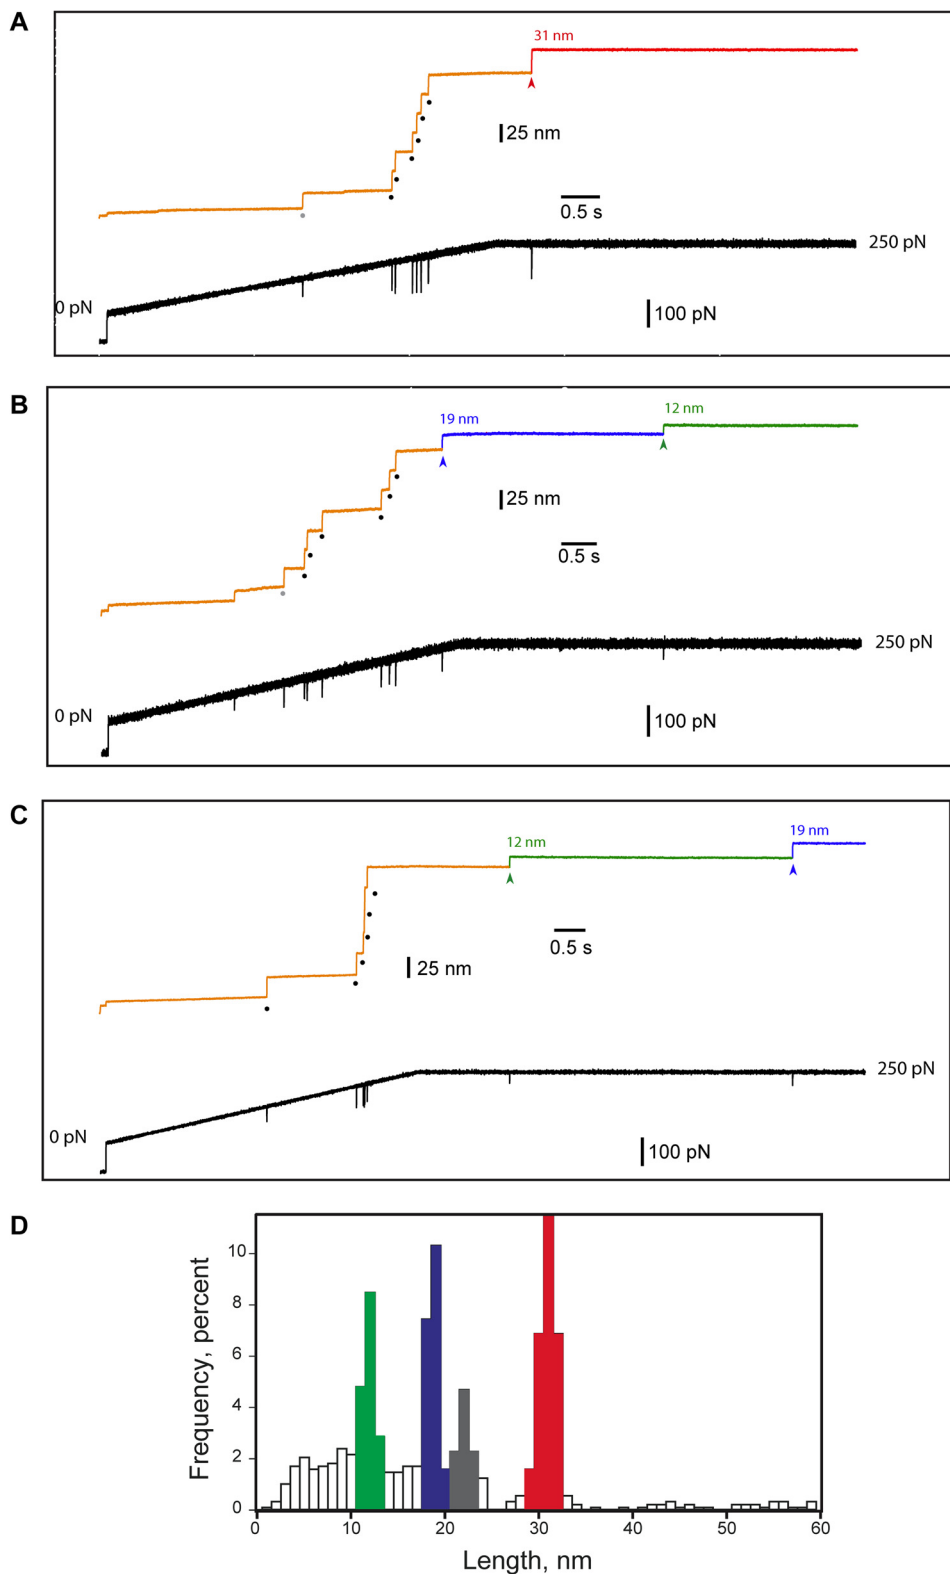 A
31 nm
25 nm
0.5 s
250 pN
0 pN
100 pN
B
12 nm
19 nm
25 nm
0.5 s
250 pN
0 pN
100 pN
C
19 nm
12 nm
0.5 s
25 nm
250 pN
0 pN
100 pN
D
Frequency, percent
10
8
6
4
2
0
0 10 20 30 40 50 60
Length, nm